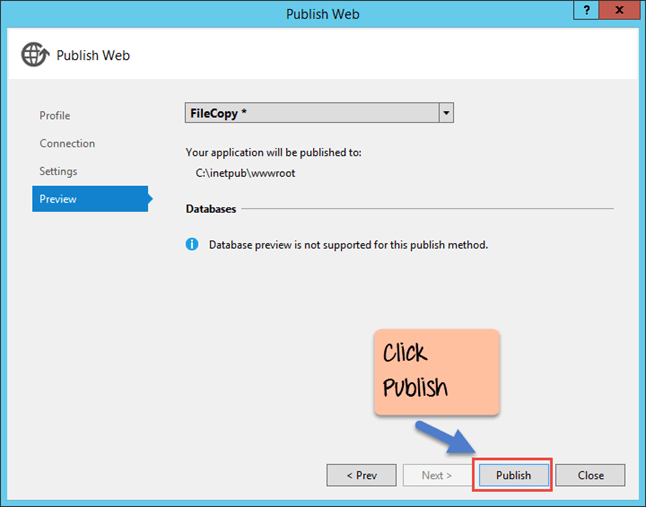 Publish Web
? x
Publish Web
Profile
Connection
Settings
Preview
FileCopy *
Your application will be published to:
C:\inetpub\wwwroot
Databases
i Database preview is not supported for this publish method.
Click
Publish
< Prev Next > Publish Close